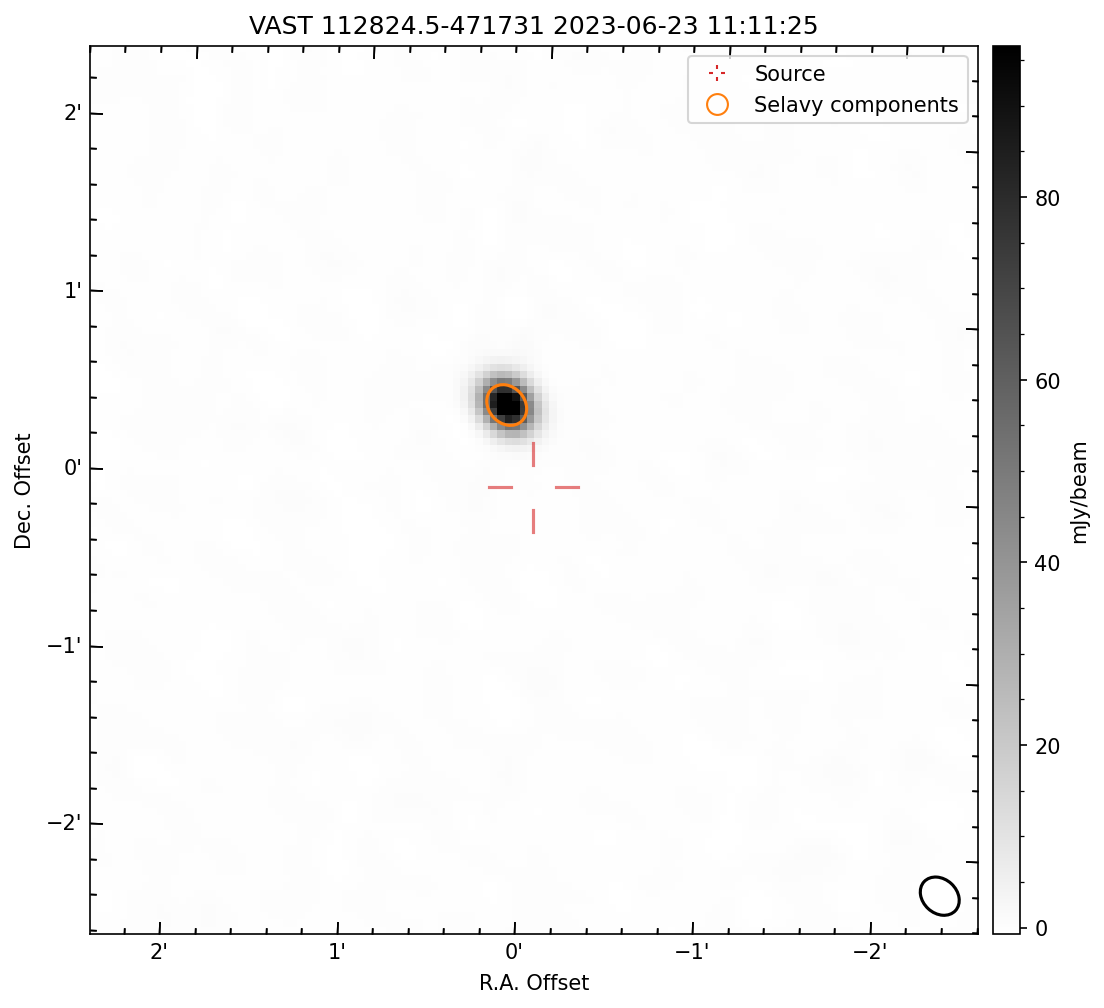 VAST 112824.5-471731 2023-06-23 11:11:25
Source
Selavy components
2'
1'
0'
−1'
−2'
Dec. Offset
2'
1'
0'
−1'
−2'
R.A. Offset
80
60
40
20
0
mJy/beam